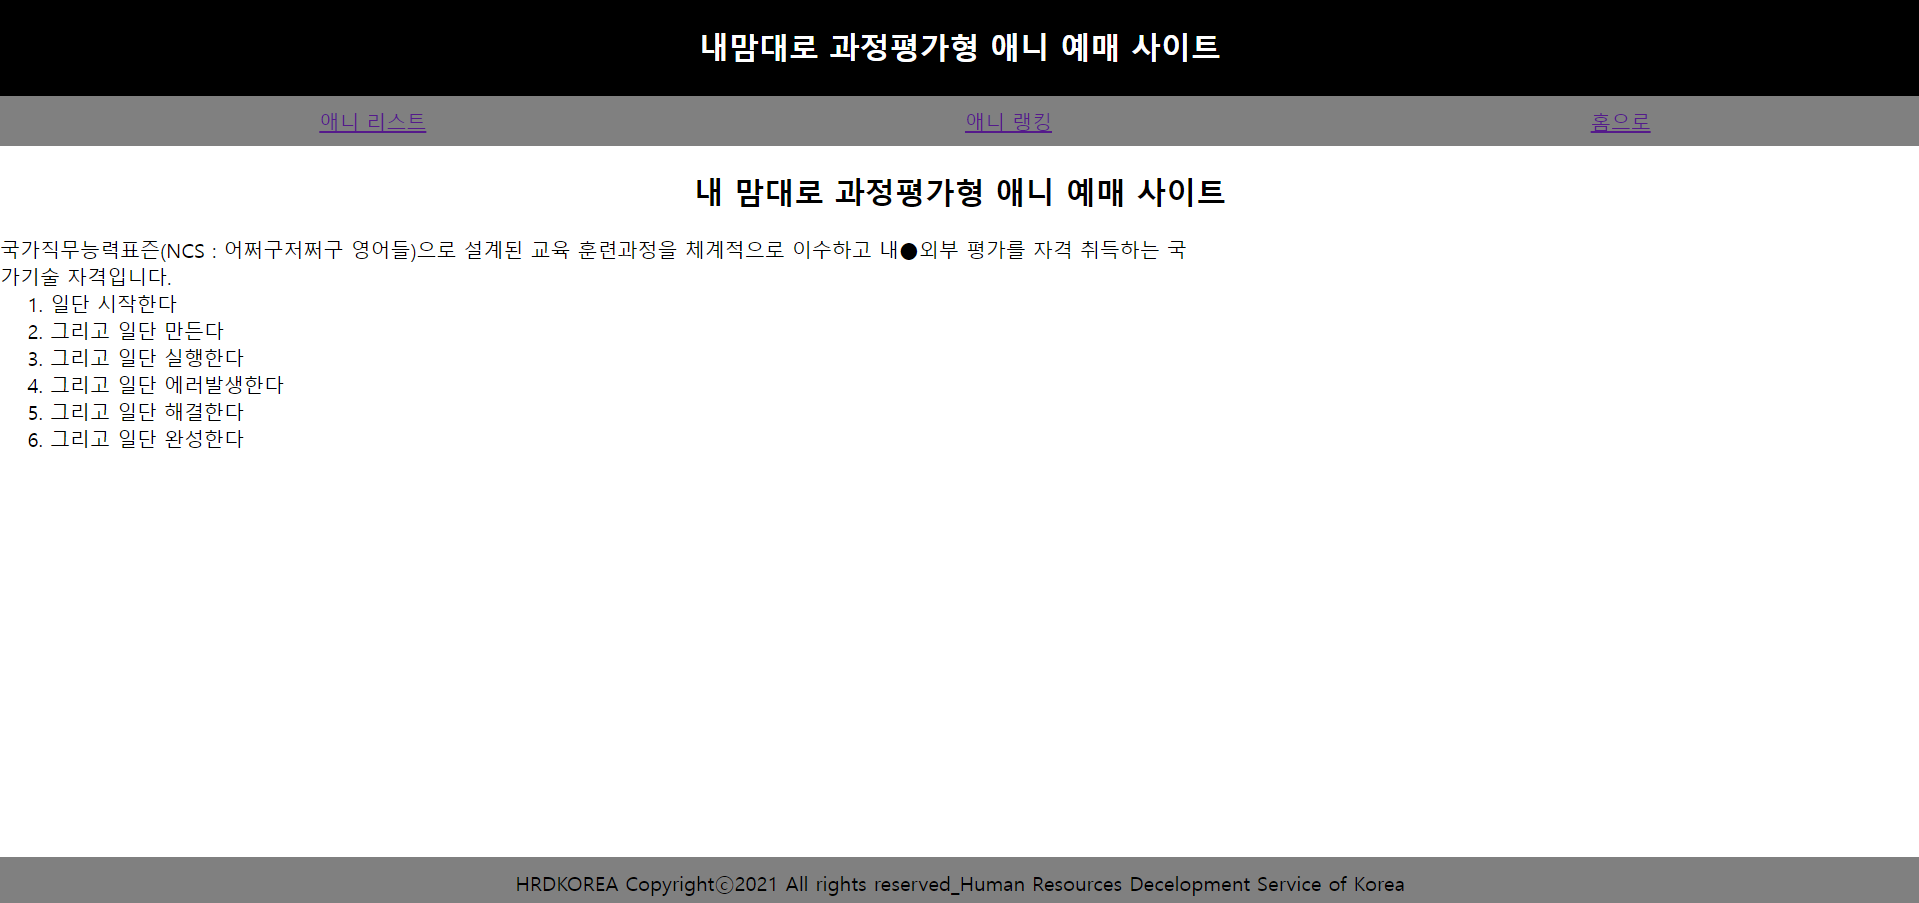 내맘대로 과정평가형 애니 예매 사이트
애니 리스트 애니 랭킹 홈으로
내 맘대로 과정평가형 애니 예매 사이트
국가직무능력표준(NCS : 어쩌구저쩌구 영어들)으로 설계된 교육 훈련과정을 체계적으로 이수하고 내●외부 평가를 자격 취득하는 국
가기술 자격입니다.
1. 일단 시작한다
2. 그리고 일단 만든다
3. 그리고 일단 실행한다
4. 그리고 일단 에러발생한다
5. 그리고 일단 해결한다
6. 그리고 일단 완성한다
HRDKOREA Copyrightⓒ2021 All rights reserved_Human Resources Decelopment Service of Korea